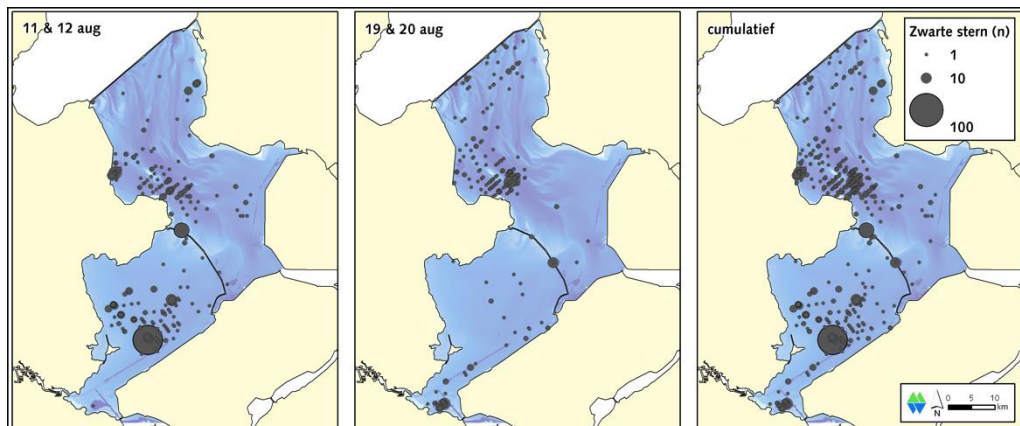 11 & 12 aug
19 & 20 aug
cumulatief
Zwarte stern (n)
1
10
100
N
0 5 10
km